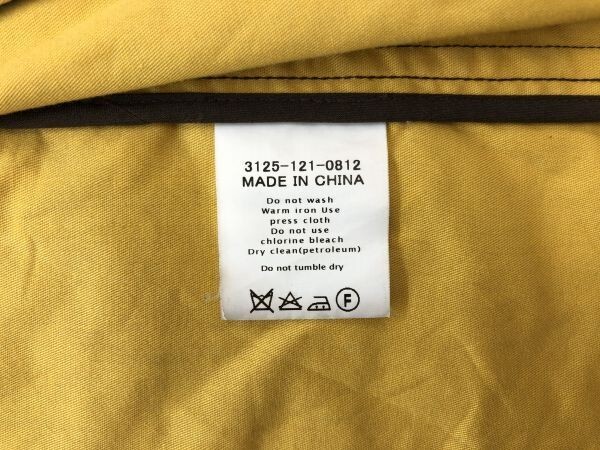 3125-121-0812
MADE IN CHINA
Do not wash
Warm iron Use
press cloth
Do not use
chlorine bleach
Dry clean(petroleum)
Do not tumble dry
F